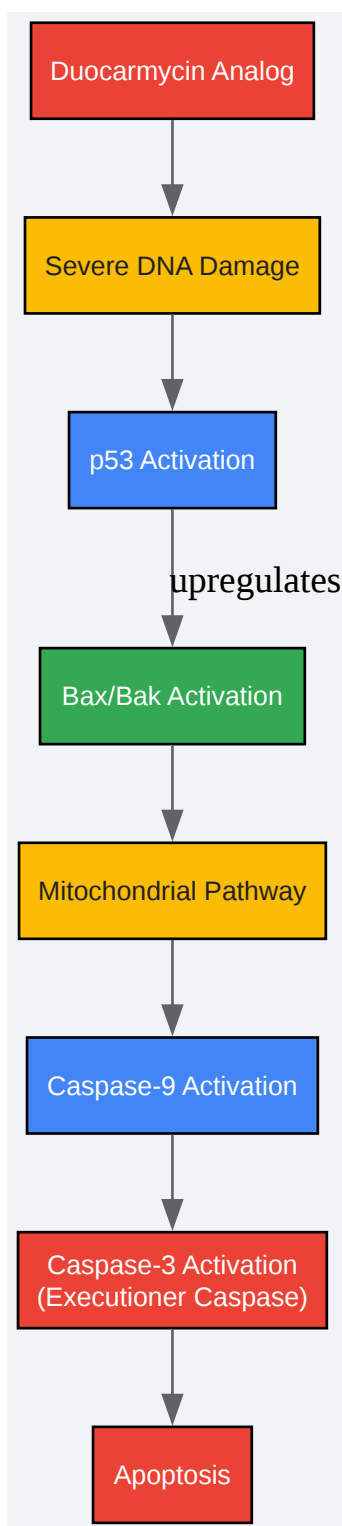 Duocarmycin Analog
Severe DNA Damage
p53 Activation
upregulates
Bax/Bak Activation
Mitochondrial Pathway
Caspase-9 Activation
Caspase-3 Activation
(Executioner Caspase)
Apoptosis